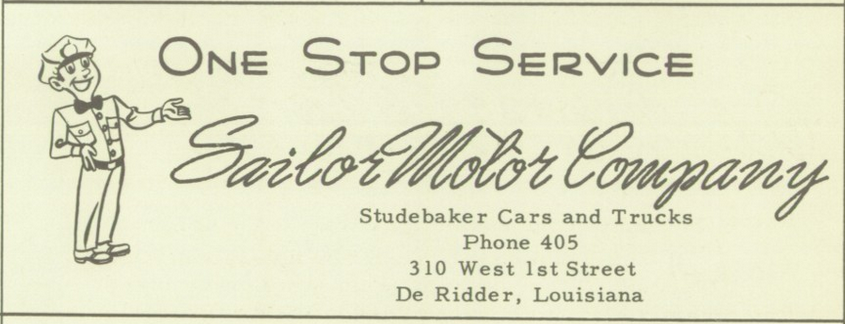 One Stop Service
Sailor Motor Company
Studebaker Cars and Trucks
Phone 405
310 West 1st Street
De Ridder, Louisiana